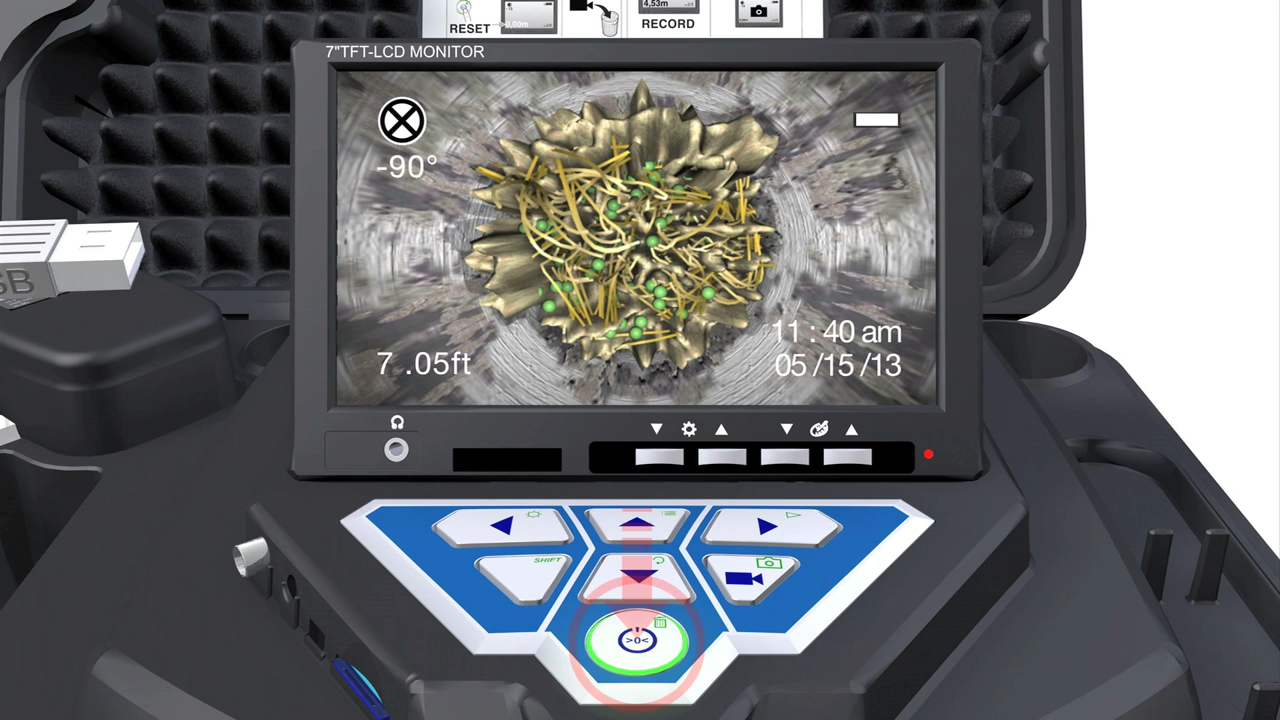 RESET
0,00m
4,53m
RECORD
7"TFT-LCD MONITOR
-90°
SB
11 : 40 am
7 .05ft
05 /15 /13
SHIFT
>0<